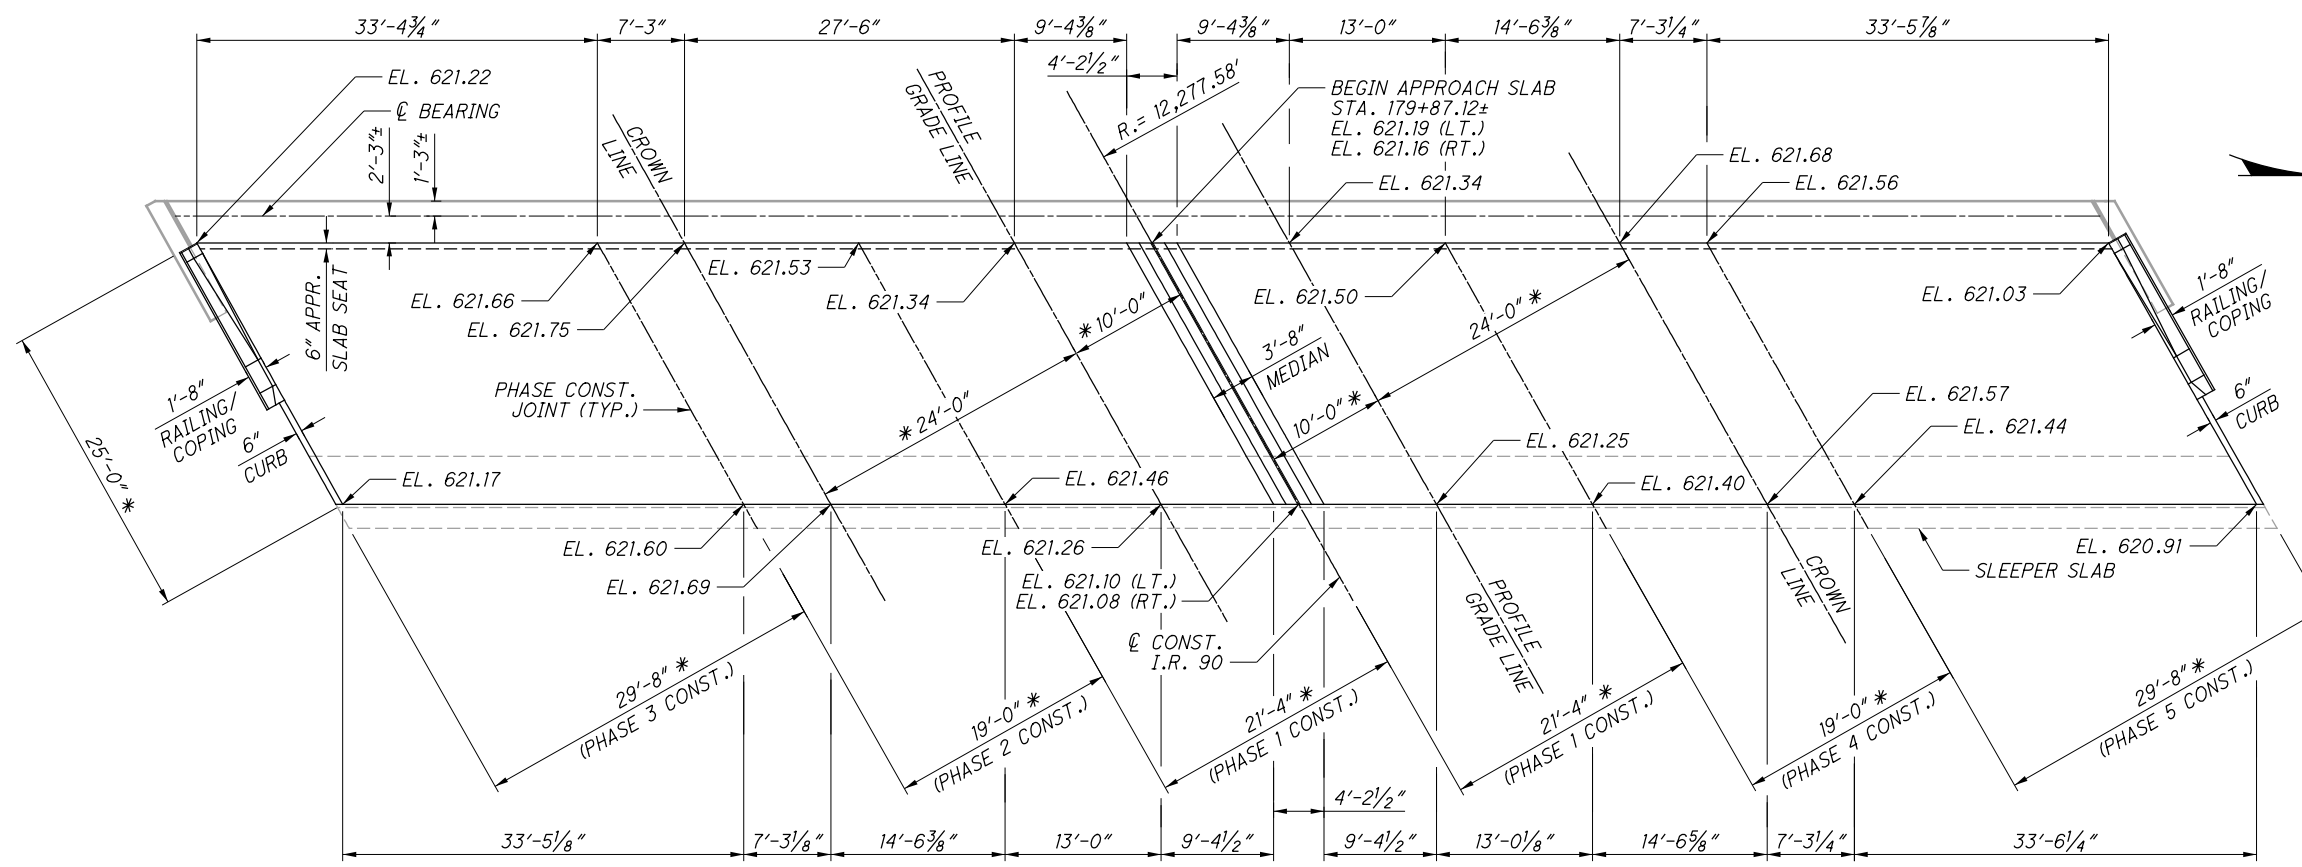 33'-4¾"
7'-3"
27'-6"
9'-4⅜"
9'-4⅜"
13'-0"
14'-6⅜"
7'-3¼"
33'-5⅞"
4'-2½"
EL. 621.22
℄ BEARING
2'-3"±
1'-3"±
CROWN
LINE
PROFILE
GRADE LINE
R.= 12,277.58'
BEGIN APPROACH SLAB
STA. 179+87.12±
EL. 621.19 (LT.)
EL. 621.16 (RT.)
EL. 621.34
EL. 621.68
EL. 621.56
6" APPR.
SLAB SEAT
EL. 621.66
EL. 621.75
EL. 621.53
EL. 621.34
* 10'-0"
EL. 621.50
24'-0" *
EL. 621.03
1'-8"
RAILING/
COPING
3'-8"
MEDIAN
PHASE CONST.
JOINT (TYP.)
* 24'-0"
10'-0" *
1'-8"
RAILING/
COPING
6"
CURB
25'-0" *
EL. 621.57
EL. 621.44
6"
CURB
EL. 621.25
EL. 621.17
EL. 621.46
EL. 621.40
EL. 621.60
EL. 621.69
EL. 621.26
EL. 621.10 (LT.)
EL. 621.08 (RT.)
℄ CONST.
I.R. 90
PROFILE
GRADE LINE
CROWN
LINE
EL. 620.91
SLEEPER SLAB
29'-8" *
(PHASE 3 CONST.)
19'-0" *
(PHASE 2 CONST.)
21'-4" *
(PHASE 1 CONST.)
21'-4" *
(PHASE 1 CONST.)
19'-0" *
(PHASE 4 CONST.)
29'-8" *
(PHASE 5 CONST.)
4'-2½"
33'-5⅛"
7'-3⅛"
14'-6⅜"
13'-0"
9'-4½"
9'-4½"
13'-0⅛"
14'-6⅝"
7'-3¼"
33'-6¼"